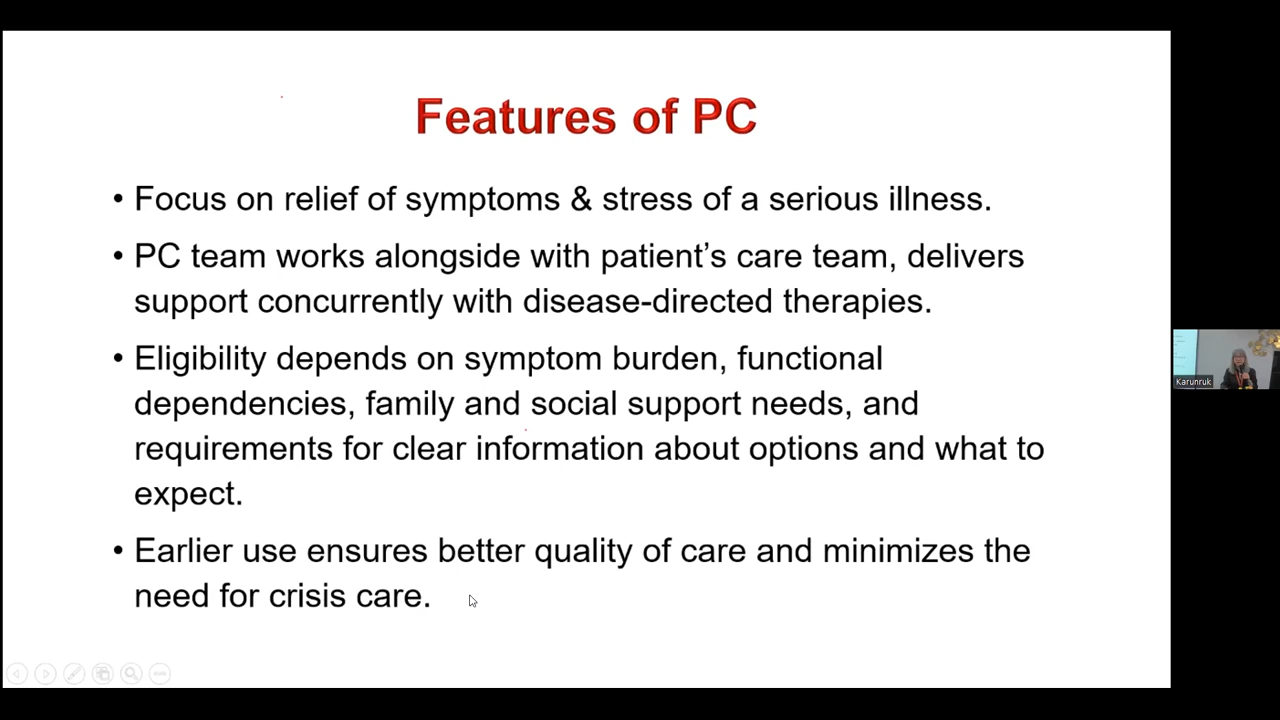 Features of PC
• Focus on relief of symptoms & stress of a serious illness.
• PC team works alongside with patient’s care team, delivers
support concurrently with disease-directed therapies.
• Eligibility depends on symptom burden, functional
dependencies, family and social support needs, and
requirements for clear information about options and what to
expect.
• Earlier use ensures better quality of care and minimizes the
need for crisis care.
Karunruk